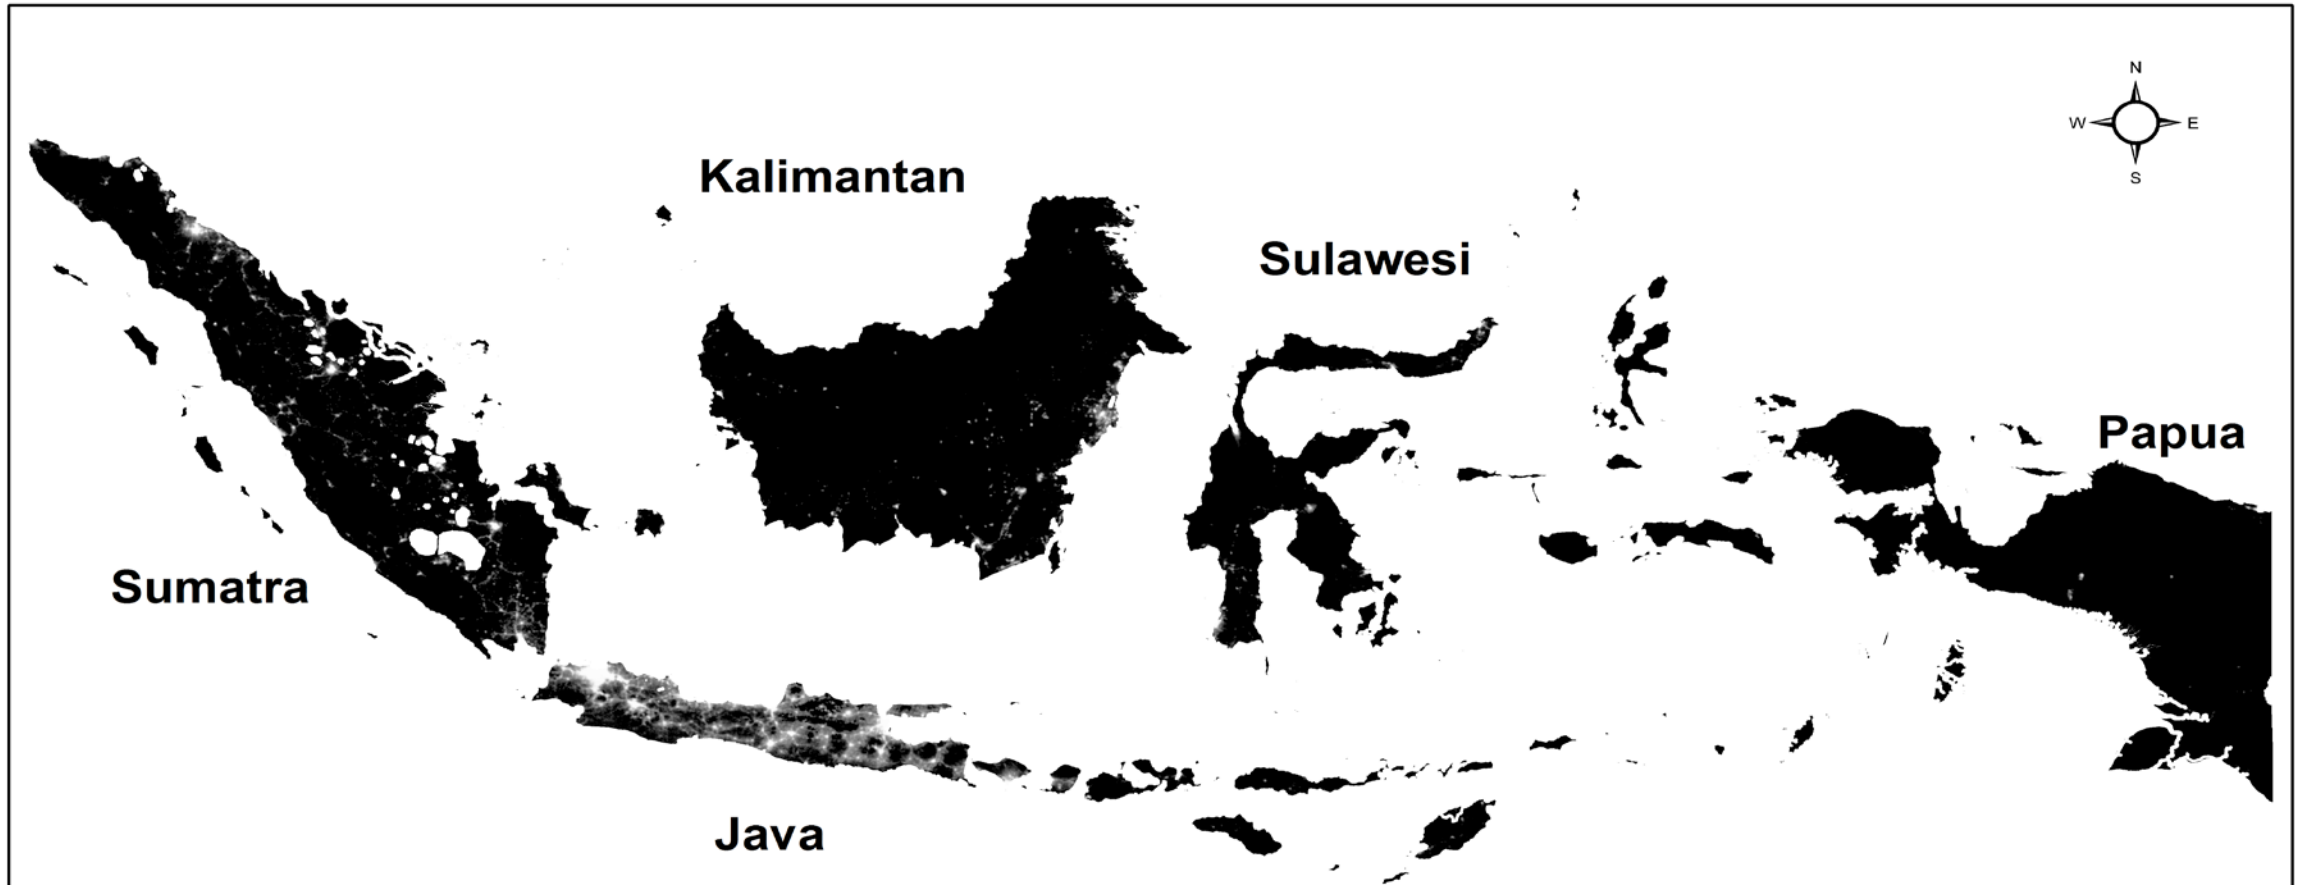 N
W E
S
Kalimantan
Sulawesi
Papua
Sumatra
Java